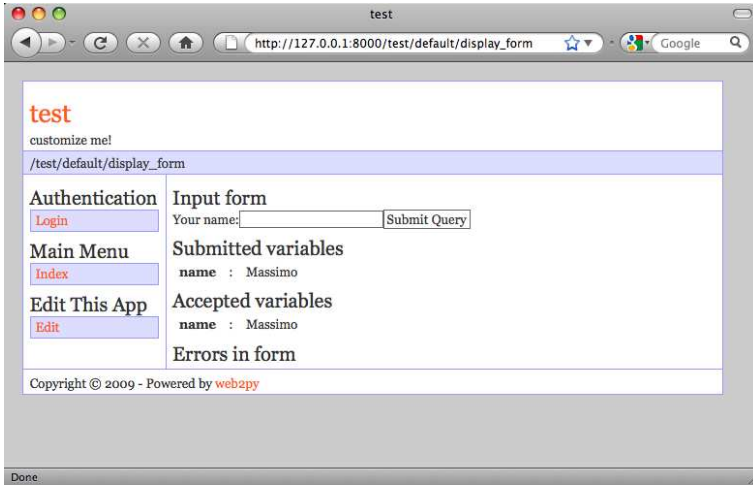 test
http://127.0.0.1:8000/test/default/display_form
Google
test
customize me!
/test/default/display_form
Authentication
Login
Main Menu
Index
Edit This App
Edit
Input form
Your name: Submit Query
Submitted variables
name : Massimo
Accepted variables
name : Massimo
Errors in form
Copyright © 2009 - Powered by web2py
Done